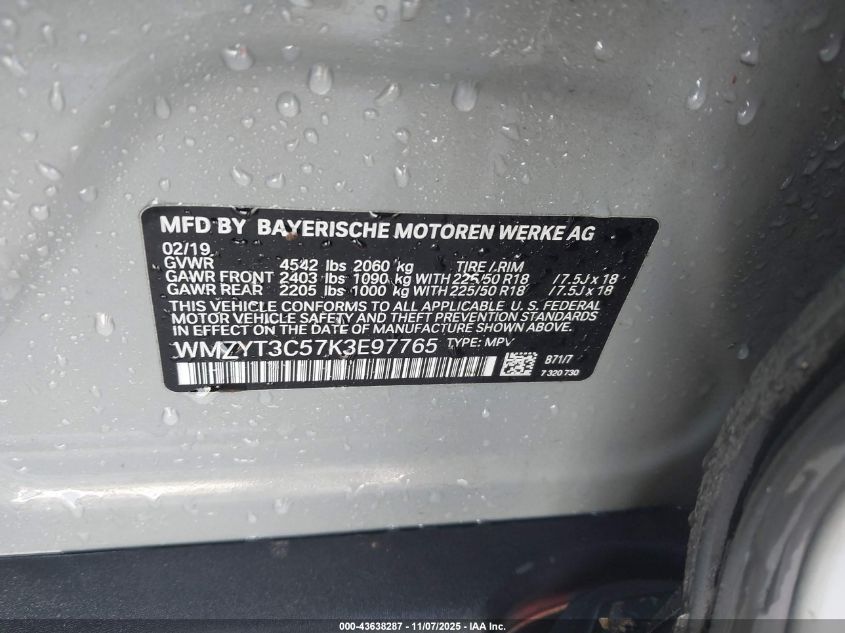 MFD BY BAYERISCHE MOTOREN WERKE AG
02/19
GVWR 4542 lbs 2060 kg TIRE / RIM
GAWR FRONT 2403 lbs 1090 kg WITH 225/50 R18 / 7.5J x 18
GAWR REAR 2205 lbs 1000 kg WITH 225/50 R18 / 7.5J x 18
THIS VEHICLE CONFORMS TO ALL APPLICABLE U. S. FEDERAL
MOTOR VEHICLE SAFETY AND THEFT PREVENTION STANDARDS
IN EFFECT ON THE DATE OF MANUFACTURE SHOWN ABOVE.
WMZYT3C57K3E97765 TYPE: MPV
B71/7
7 320 730
000-43638287 - 11/07/2025 - IAA Inc.